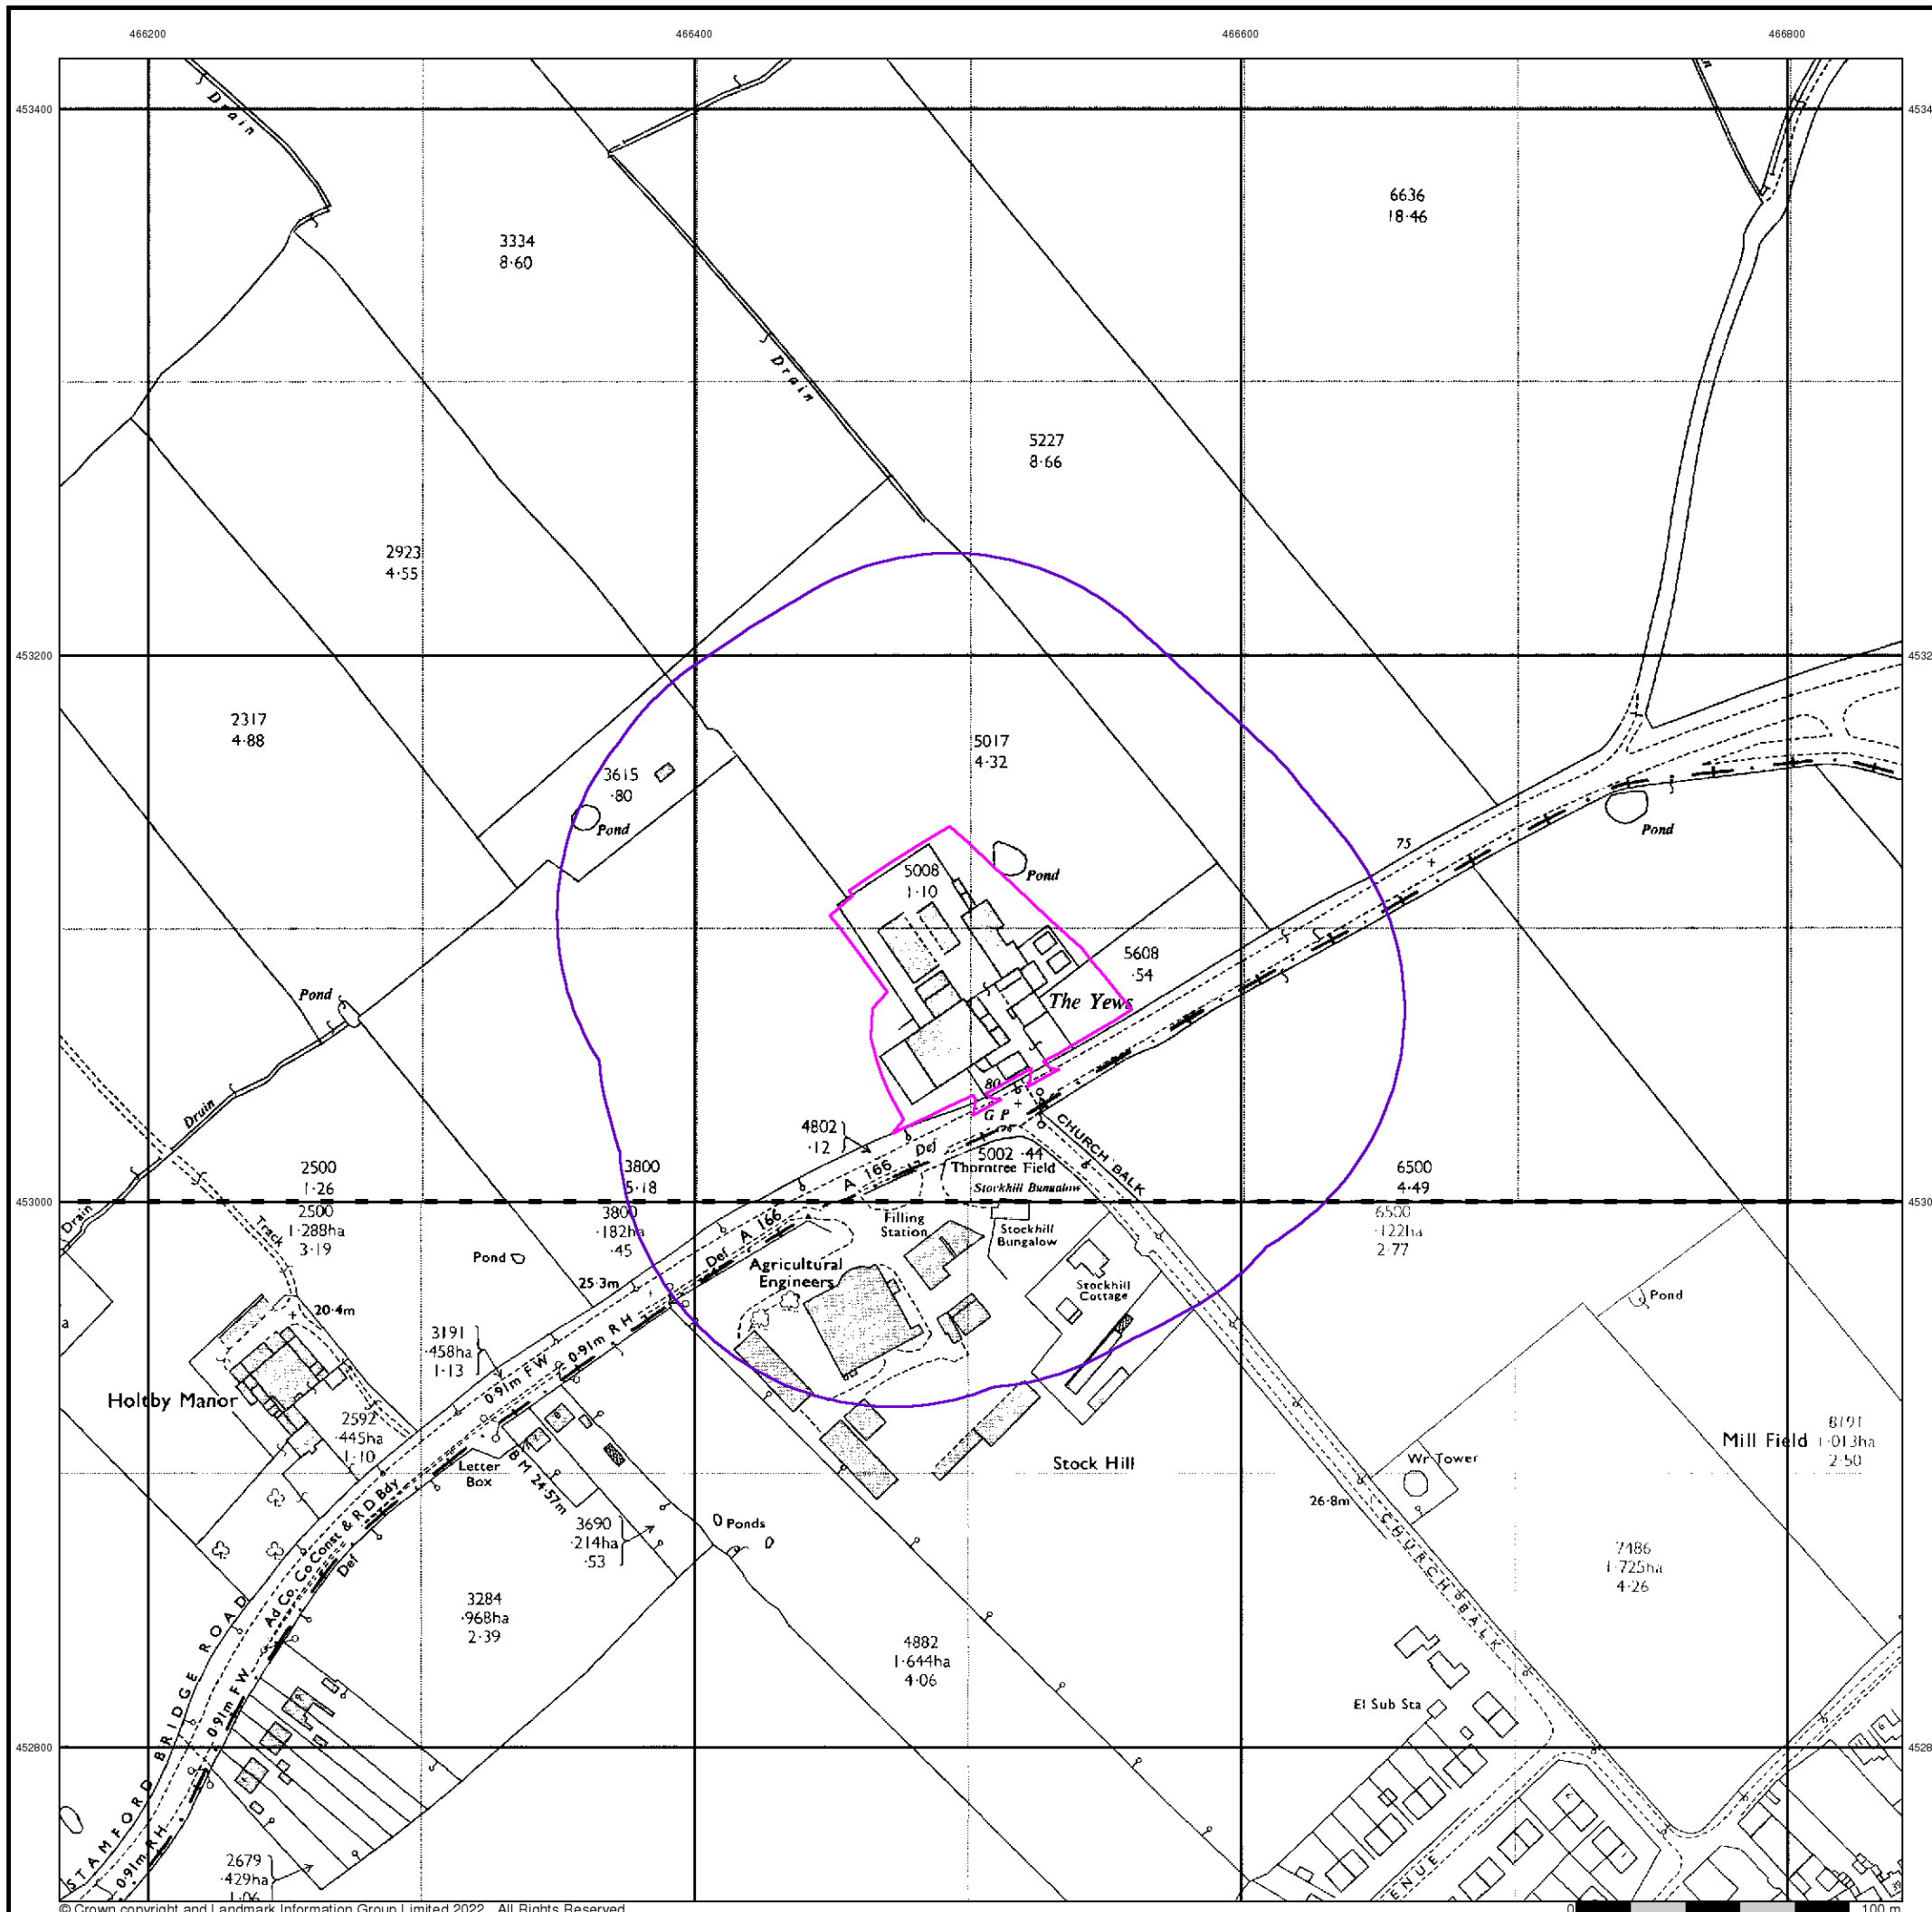 466200 466400 466600 466800
453400
Drain
6636
18·46
3334
8·60
Drain
5227
8·66
2923
4·55
453200
2317
4·88
5017
4·32
3615
·80
Pond
75
Pond
5008
1·10
Pond
5608
·54
The Yews
Pond
Drain
80
G P
CHURCH BALK
4802
·12
Def
A 166
5002 ·44
Thorntree Field
Stockhill Bungalow
2500
1·26
3800
5·18
6500
4·49
453000
Drain
2500
1·288ha
3·19
Track
3800
·182ha
·45
Filling
Station
Stockhill
Bungalow
6500
·122ha
2·77
Pond
Def A 166
Agricultural
Engineers
25·3m
Stockhill
Cottage
Pond
20·4m
a
3191
·458ha
1·13
0·91m FW
0·91m RH
Holtby Manor
2592
·445ha
1·10
8191
Mill Field 1·013ha
2·50
Letter
Box
BM 24·57m
Stock Hill
Wr Tower
26·8m
Ad Co, Co Const & R D Bdy
Def
3690
·214ha
·53
Ponds
CHURCH BALK
7486
1·725ha
4·26
3284
·968ha
2·39
4882
1·644ha
4·06
STAMFORD BRIDGE ROAD
0·91m FW
El Sub Sta
452800
0·91m RH
2679
·429ha
1·06
ENUE
© Crown copyright and Landmark Information Group Limited 2022. All Rights Reserved.
0 100 m